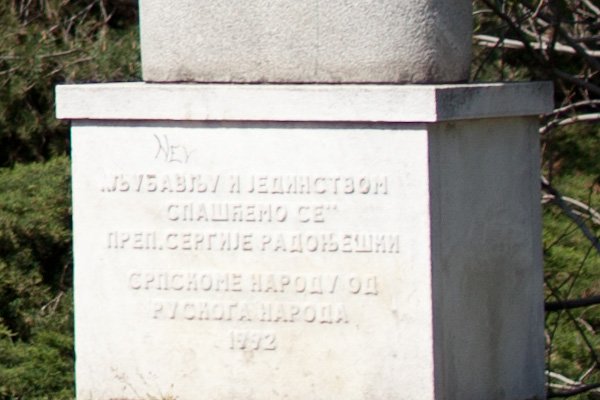 Nev
„ЉУБАВЉУ И ЈЕДИНСТВОМ
СПАШЋЕМО СЕ“
ПРЕП. СЕРГИЈЕ РАДОЊЕШКИ
СРПСКОМЕ НАРОДУ ОД
РУСКОГА НАРОДА
1992